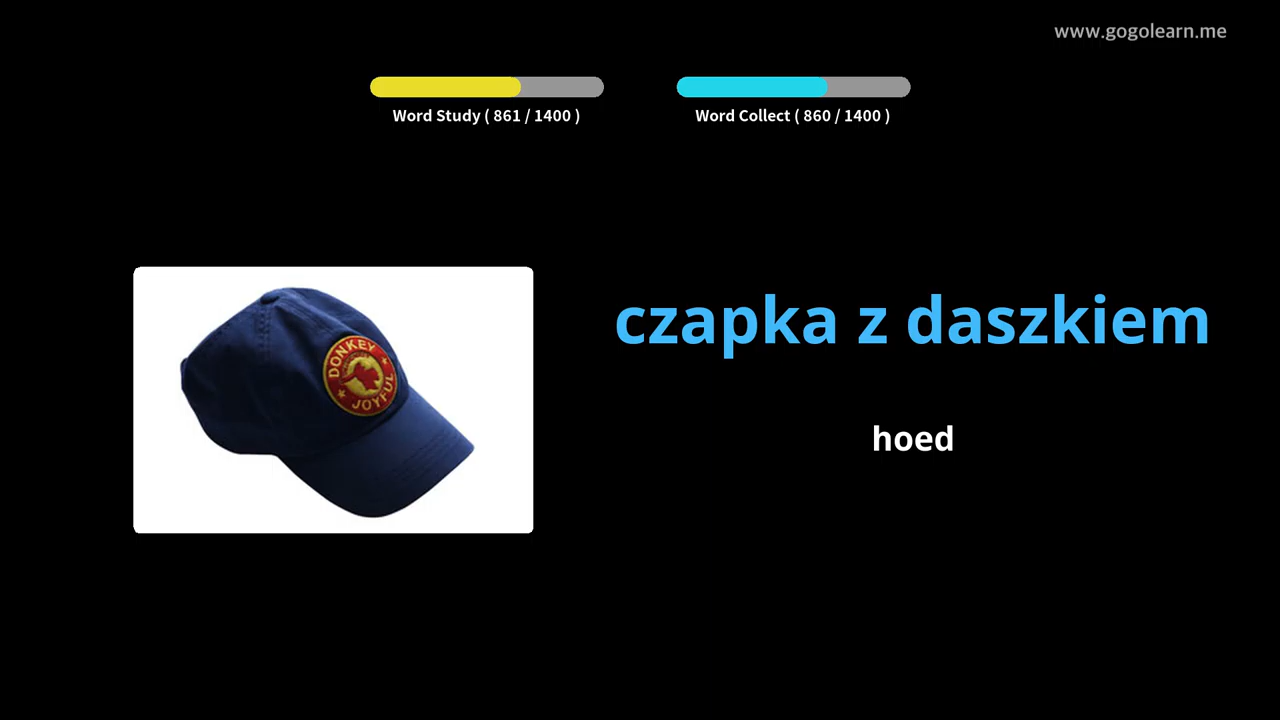 www.gogolearn.me
Word Study ( 861 / 1400 )
Word Collect ( 860 / 1400 )
DONKEY
JOYFUL
czapka z daszkiem
hoed